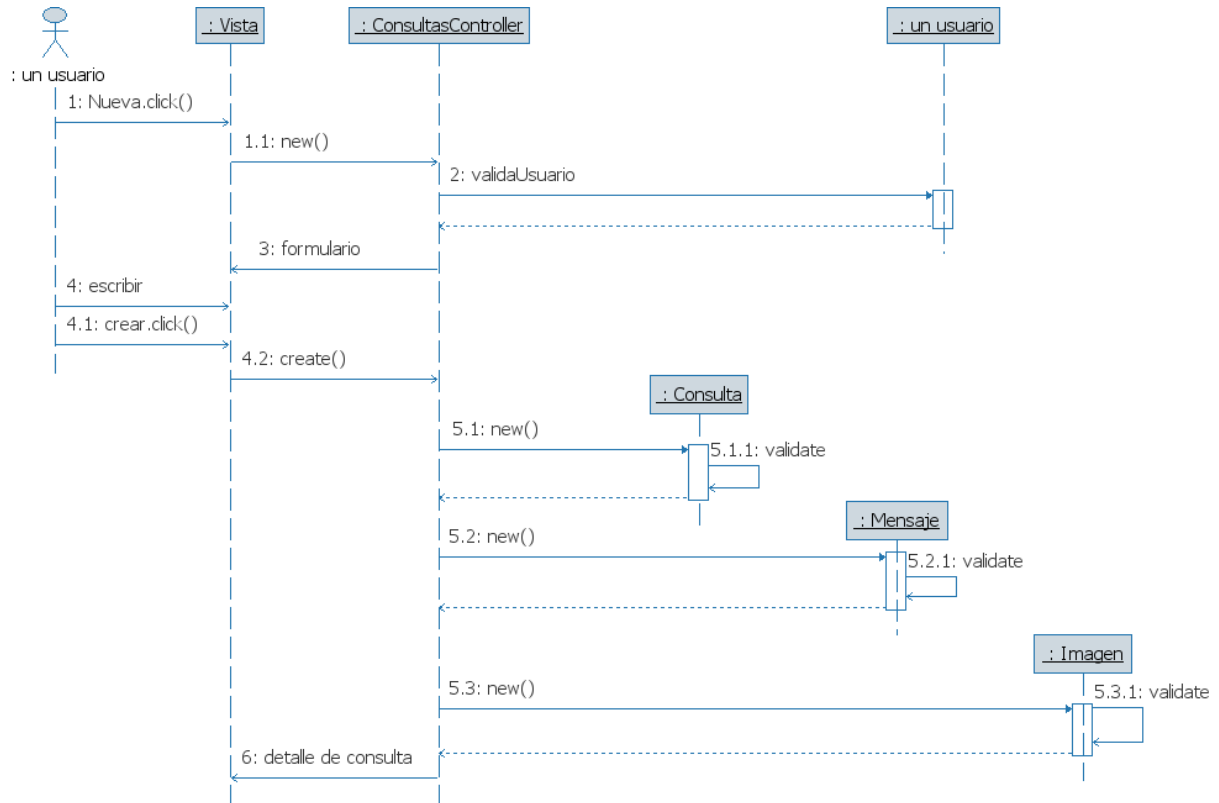 : Vista
: ConsultasController
: un usuario
: un usuario
1: Nueva.click()
1.1: new()
2: validaUsuario
3: formulario
4: escribir
4.1: crear.click()
4.2: create()
: Consulta
5.1: new()
5.1.1: validate
: Mensaje
5.2: new()
5.2.1: validate
: Imagen
5.3: new()
5.3.1: validate
6: detalle de consulta